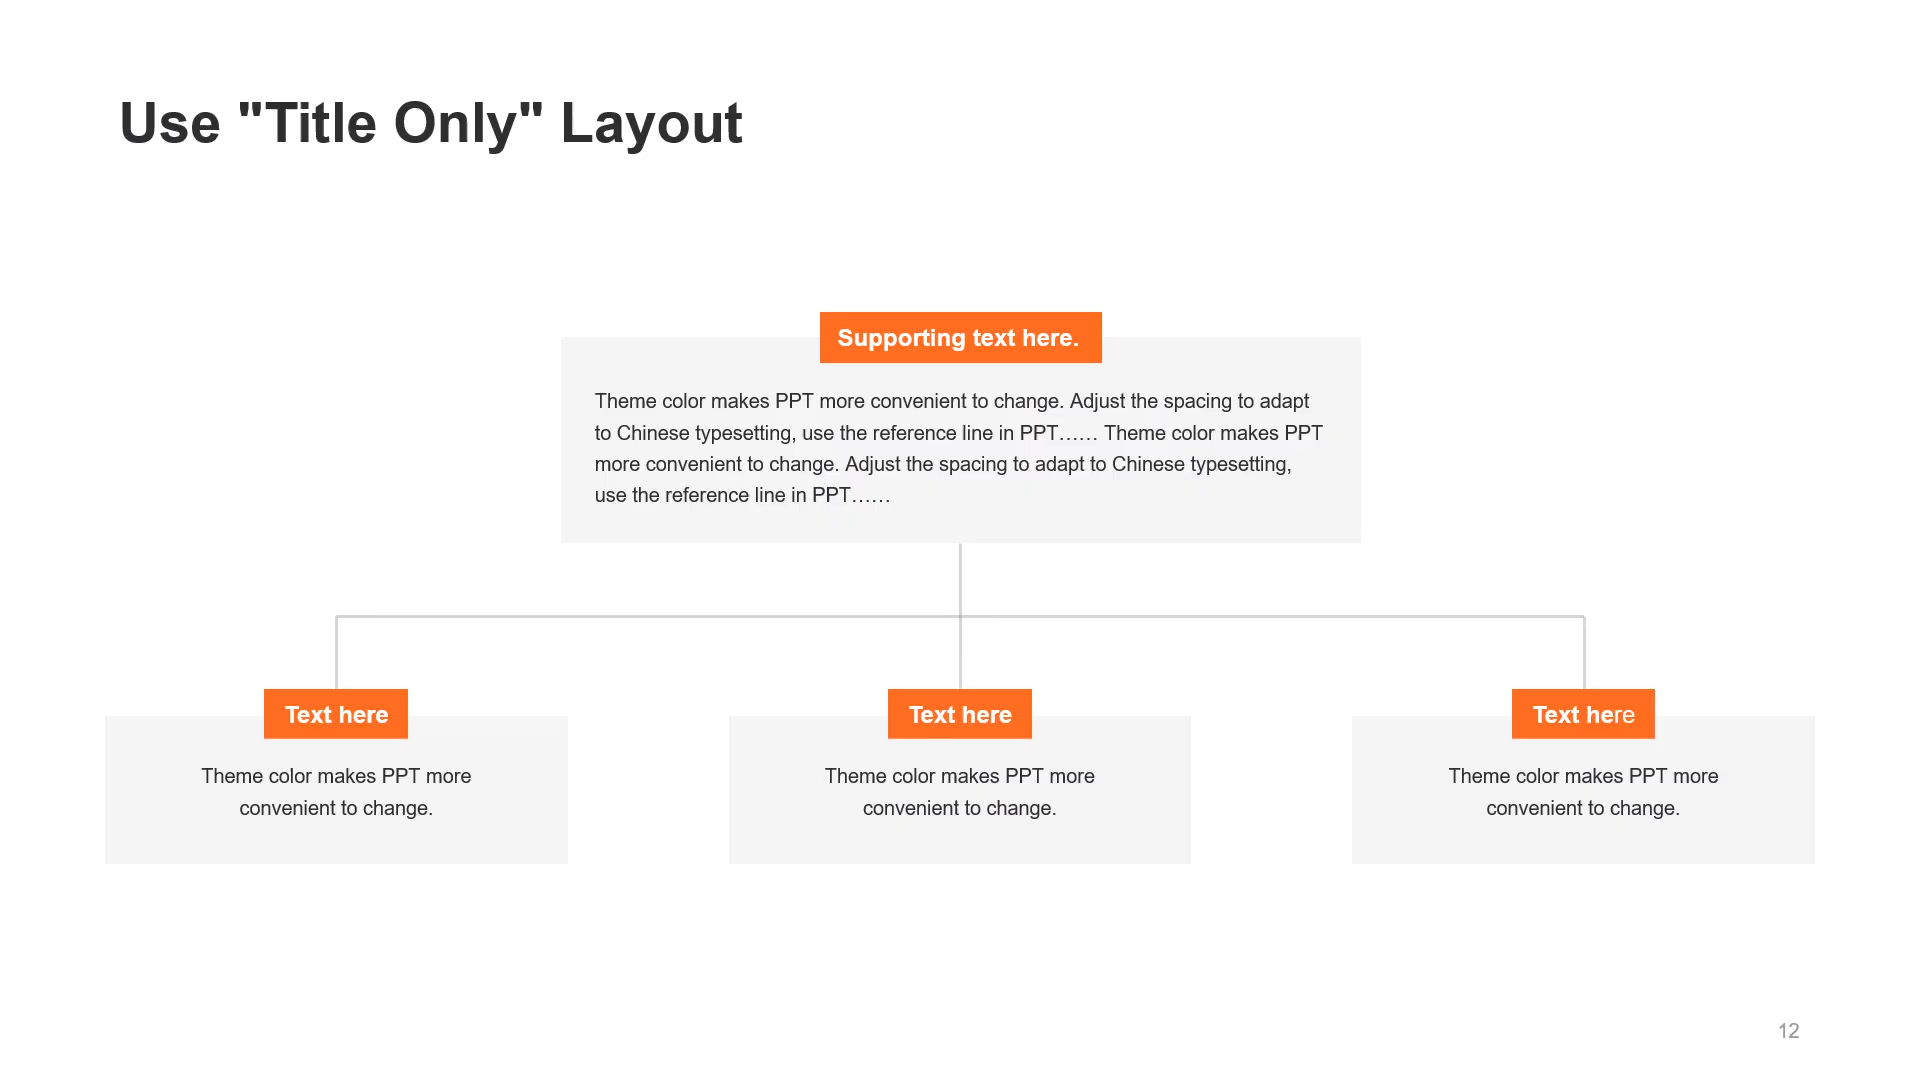 Use "Title Only" Layout
Supporting text here.
Theme color makes PPT more convenient to change. Adjust the spacing to adapt
to Chinese typesetting, use the reference line in PPT…… Theme color makes PPT
more convenient to change. Adjust the spacing to adapt to Chinese typesetting,
use the reference line in PPT……
Text here
Theme color makes PPT more
convenient to change.
Text here
Theme color makes PPT more
convenient to change.
Text here
Theme color makes PPT more
convenient to change.
12